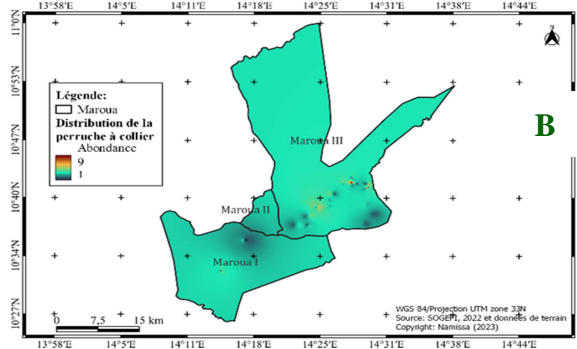 13°58'E 14°5'E 14°11'E 14°18'E 14°25'E 14°31'E 14°38'E 14°44'E
11°0'N
10°53'N
10°47'N
10°40'N
10°34'N
10°27'N
N
Légende:
Maroua
Distribution de la
perruche à collier
Abondance
9
1
Maroua III
Maroua II
Maroua I
B
0 7,5 15 km
WGS 84/Projection UTM zone 33N
Source: SOGEFI, 2022 et données de terrain
Copyright: Namissa (2023)
13°58'E 14°5'E 14°11'E 14°18'E 14°25'E 14°31'E 14°38'E 14°44'E